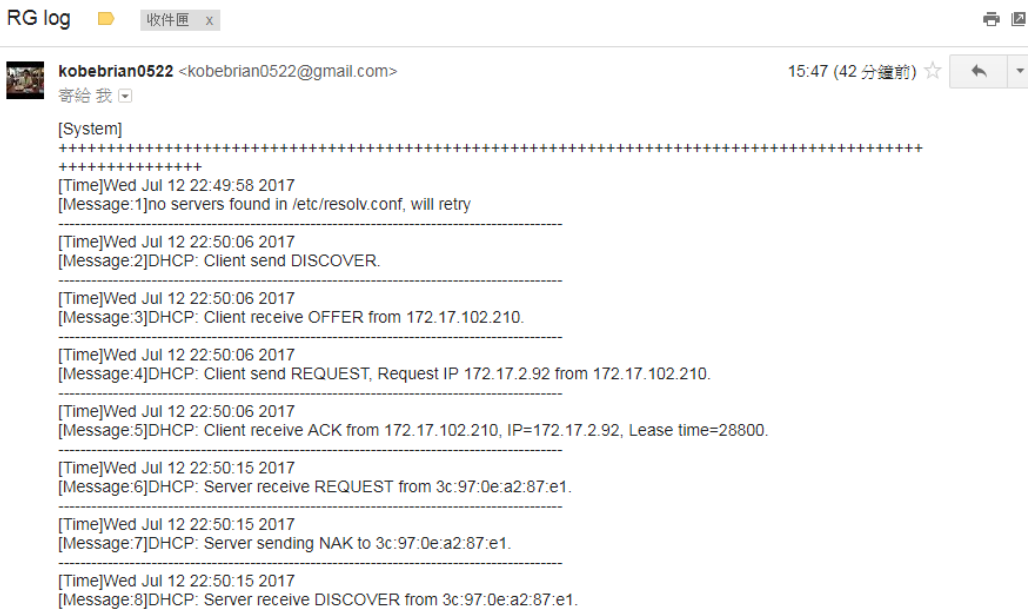 RG log 收件匣 x
kobebrian0522 <kobebrian0522@gmail.com> 15:47 (42 分鐘前)
寄給 我
[System]
++++++++++++++++++++++++++++++++++++++++++++++++++++++++++++++++++++++++++++++++++++++++++
+++++++++++++++
[Time]Wed Jul 12 22:49:58 2017
[Message:1]no servers found in /etc/resolv.conf, will retry
--------------------------------------------------------------------------------------------
[Time]Wed Jul 12 22:50:06 2017
[Message:2]DHCP: Client send DISCOVER.
--------------------------------------------------------------------------------------------
[Time]Wed Jul 12 22:50:06 2017
[Message:3]DHCP: Client receive OFFER from 172.17.102.210.
--------------------------------------------------------------------------------------------
[Time]Wed Jul 12 22:50:06 2017
[Message:4]DHCP: Client send REQUEST, Request IP 172.17.2.92 from 172.17.102.210.
--------------------------------------------------------------------------------------------
[Time]Wed Jul 12 22:50:06 2017
[Message:5]DHCP: Client receive ACK from 172.17.102.210, IP=172.17.2.92, Lease time=28800.
--------------------------------------------------------------------------------------------
[Time]Wed Jul 12 22:50:15 2017
[Message:6]DHCP: Server receive REQUEST from 3c:97:0e:a2:87:e1.
--------------------------------------------------------------------------------------------
[Time]Wed Jul 12 22:50:15 2017
[Message:7]DHCP: Server sending NAK to 3c:97:0e:a2:87:e1.
--------------------------------------------------------------------------------------------
[Time]Wed Jul 12 22:50:15 2017
[Message:8]DHCP: Server receive DISCOVER from 3c:97:0e:a2:87:e1.